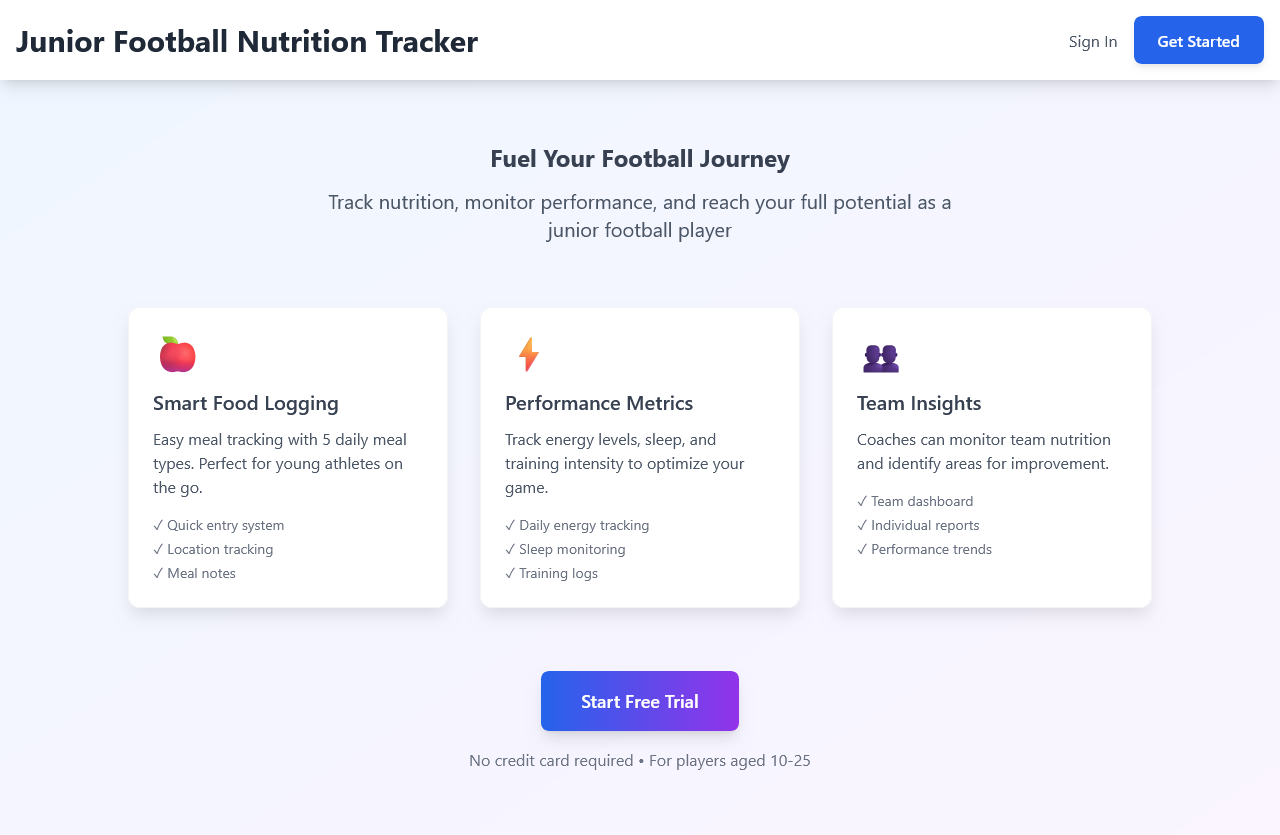 Junior Football Nutrition Tracker
Sign In
Get Started
Fuel Your Football Journey
Track nutrition, monitor performance, and reach your full potential as a
junior football player
Smart Food Logging
Easy meal tracking with 5 daily meal
types. Perfect for young athletes on
the go.
✓ Quick entry system
✓ Location tracking
✓ Meal notes
Performance Metrics
Track energy levels, sleep, and
training intensity to optimize your
game.
✓ Daily energy tracking
✓ Sleep monitoring
✓ Training logs
Team Insights
Coaches can monitor team nutrition
and identify areas for improvement.
✓ Team dashboard
✓ Individual reports
✓ Performance trends
Start Free Trial
No credit card required • For players aged 10-25